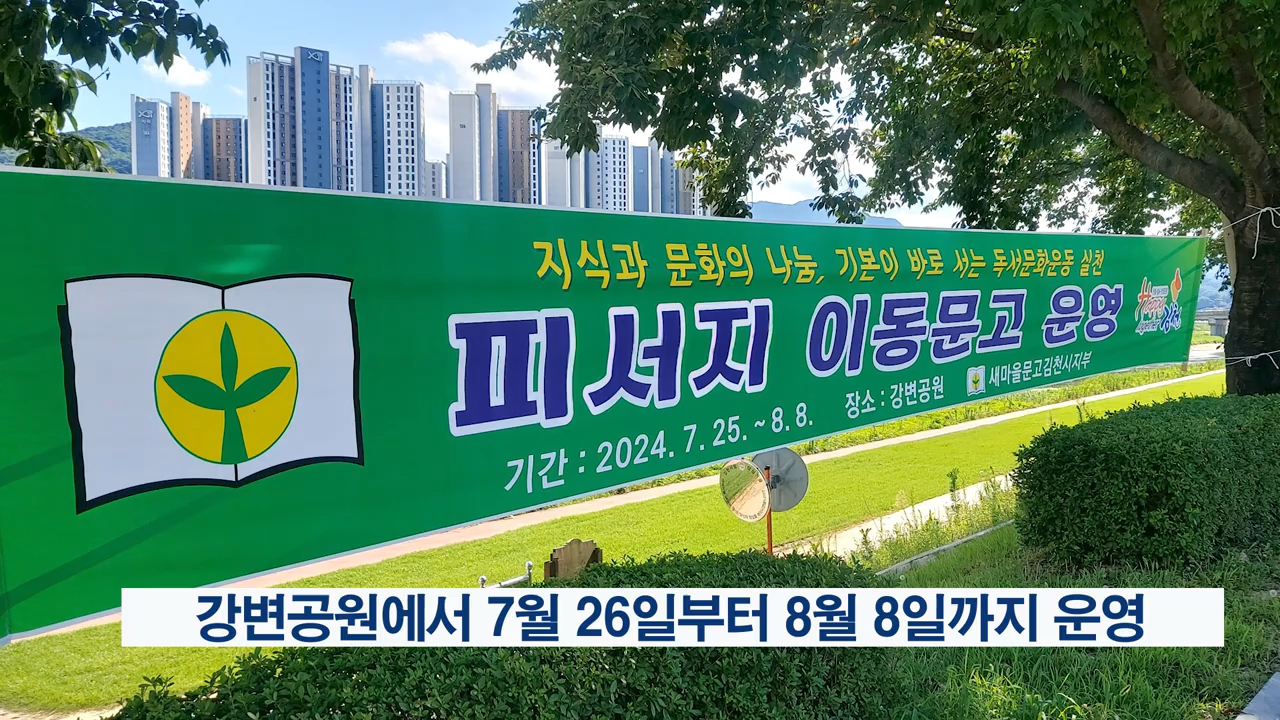 지식과 문화의 나눔, 기본이 바로 서는 독서문화운동 실천
피서지 이동문고 운영
기간 : 2024. 7. 25. ~ 8. 8.
장소 : 강변공원
새마을문고김천시지부
Happy
김천
강변공원에서 7월 26일부터 8월 8일까지 운영